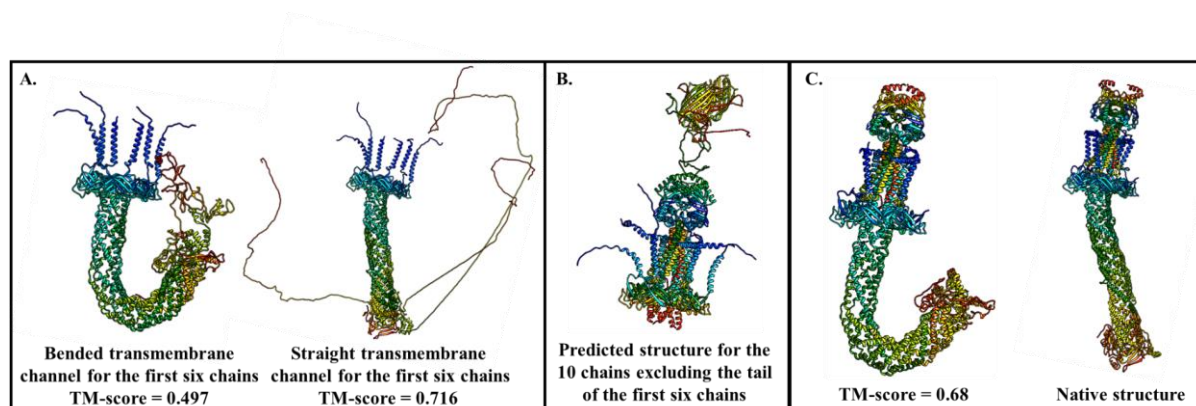 A.
Bended transmembrane
channel for the first six chains
TM-score = 0.497
Straight transmembrane
channel for the first six chains
TM-score = 0.716
B.
Predicted structure for the
10 chains excluding the tail
of the first six chains
C.
TM-score = 0.68
Native structure